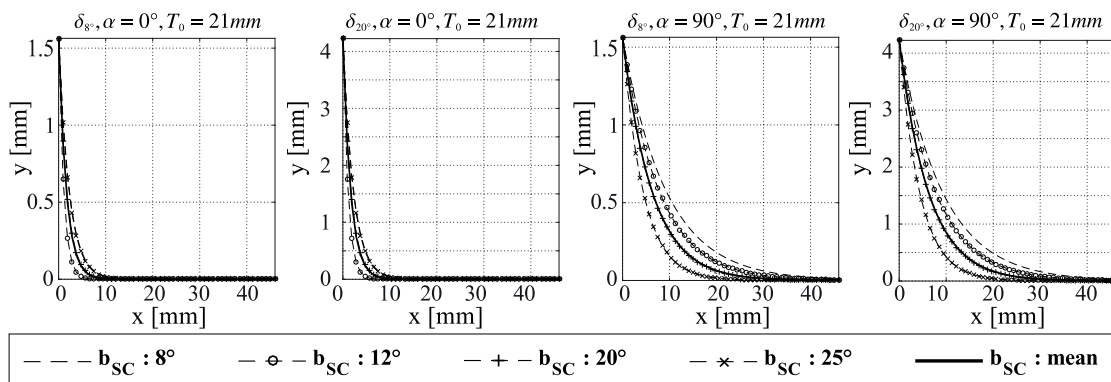 δ8°, α = 0°, T0 = 21mm
y [mm]
1.5
1
0.5
0
0 10 20 30 40
x [mm]
δ20°, α = 0°, T0 = 21mm
y [mm]
4
3
2
1
0
0 10 20 30 40
x [mm]
δ8°, α = 90°, T0 = 21mm
y [mm]
1.5
1
0.5
0
0 10 20 30 40
x [mm]
δ20°, α = 90°, T0 = 21mm
y [mm]
4
3
2
1
0
0 10 20 30 40
x [mm]
bSC : 8° bSC : 12° bSC : 20° bSC : 25° bSC : mean